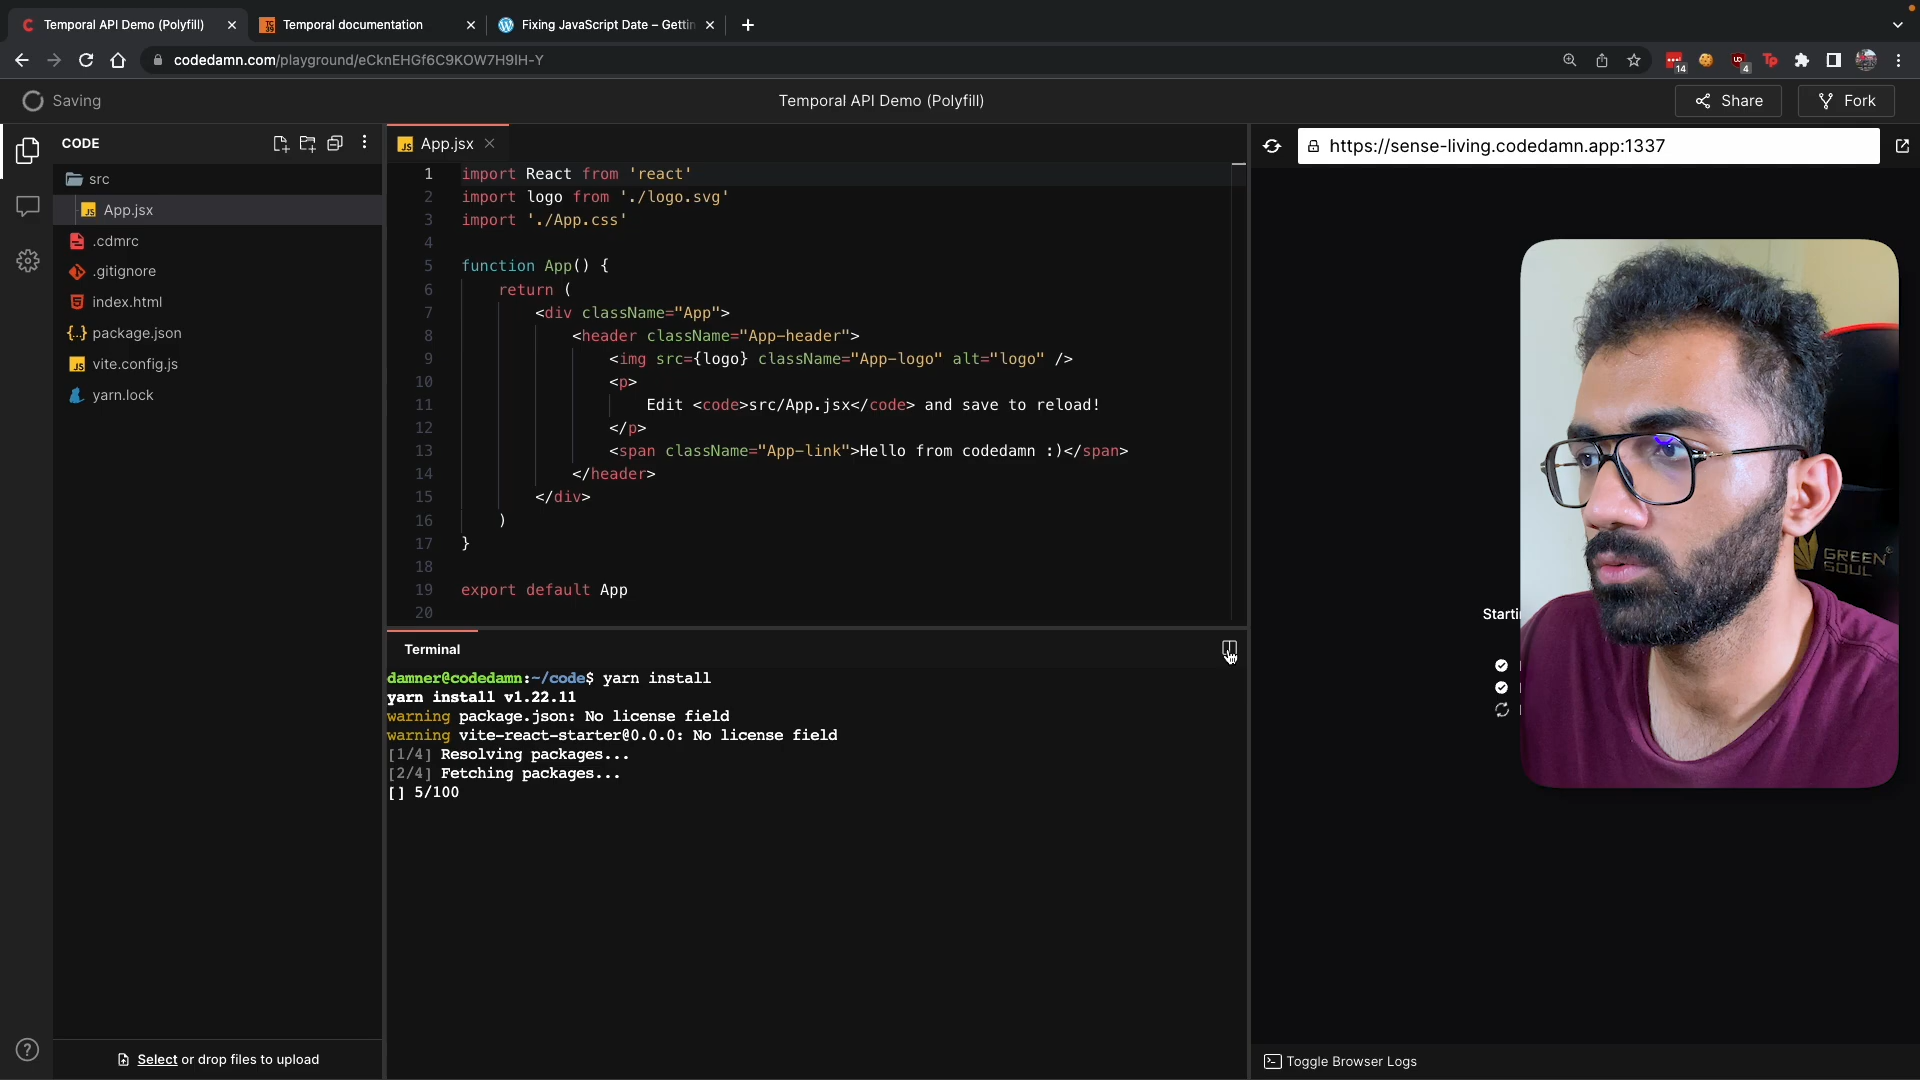 Temporal API Demo (Polyfill)
Temporal documentation
Fixing JavaScript Date – Gettin
codedamn.com/playground/eCknEHGf6C9KOW7H9IH-Y
14
4
Saving
Temporal API Demo (Polyfill)
Share
Fork
CODE
src
App.jsx
.cdmrc
.gitignore
index.html
package.json
vite.config.js
yarn.lock
Select or drop files to upload
App.jsx
1 import React from 'react'
2 import logo from './logo.svg'
3 import './App.css'
4
5 function App() {
6 return (
7 <div className="App">
8 <header className="App-header">
9 <img src={logo} className="App-logo" alt="logo" />
10 <p>
11 Edit <code>src/App.jsx</code> and save to reload!
12 </p>
13 <span className="App-link">Hello from codedamn :)</span>
14 </header>
15 </div>
16 )
17 }
18
19 export default App
20
Terminal
damner@codedamn:~/code$ yarn install
yarn install v1.22.11
warning package.json: No license field
warning vite-react-starter@0.0.0: No license field
[1/4] Resolving packages...
[2/4] Fetching packages...
[] 5/100
https://sense-living.codedamn.app:1337
Starti
GREEN
SOUL
Toggle Browser Logs